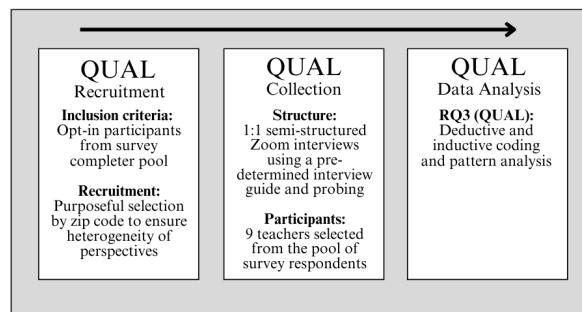 QUAL
Recruitment
Inclusion criteria:
Opt-in participants
from survey
completer pool
Recruitment:
Purposeful selection
by zip code to ensure
heterogeneity of
perspectives
QUAL
Collection
Structure:
1:1 semi-structured
Zoom interviews
using a pre-
determined interview
guide and probing
Participants:
9 teachers selected
from the pool of
survey respondents
QUAL
Data Analysis
RQ3 (QUAL):
Deductive and
inductive coding
and pattern analysis